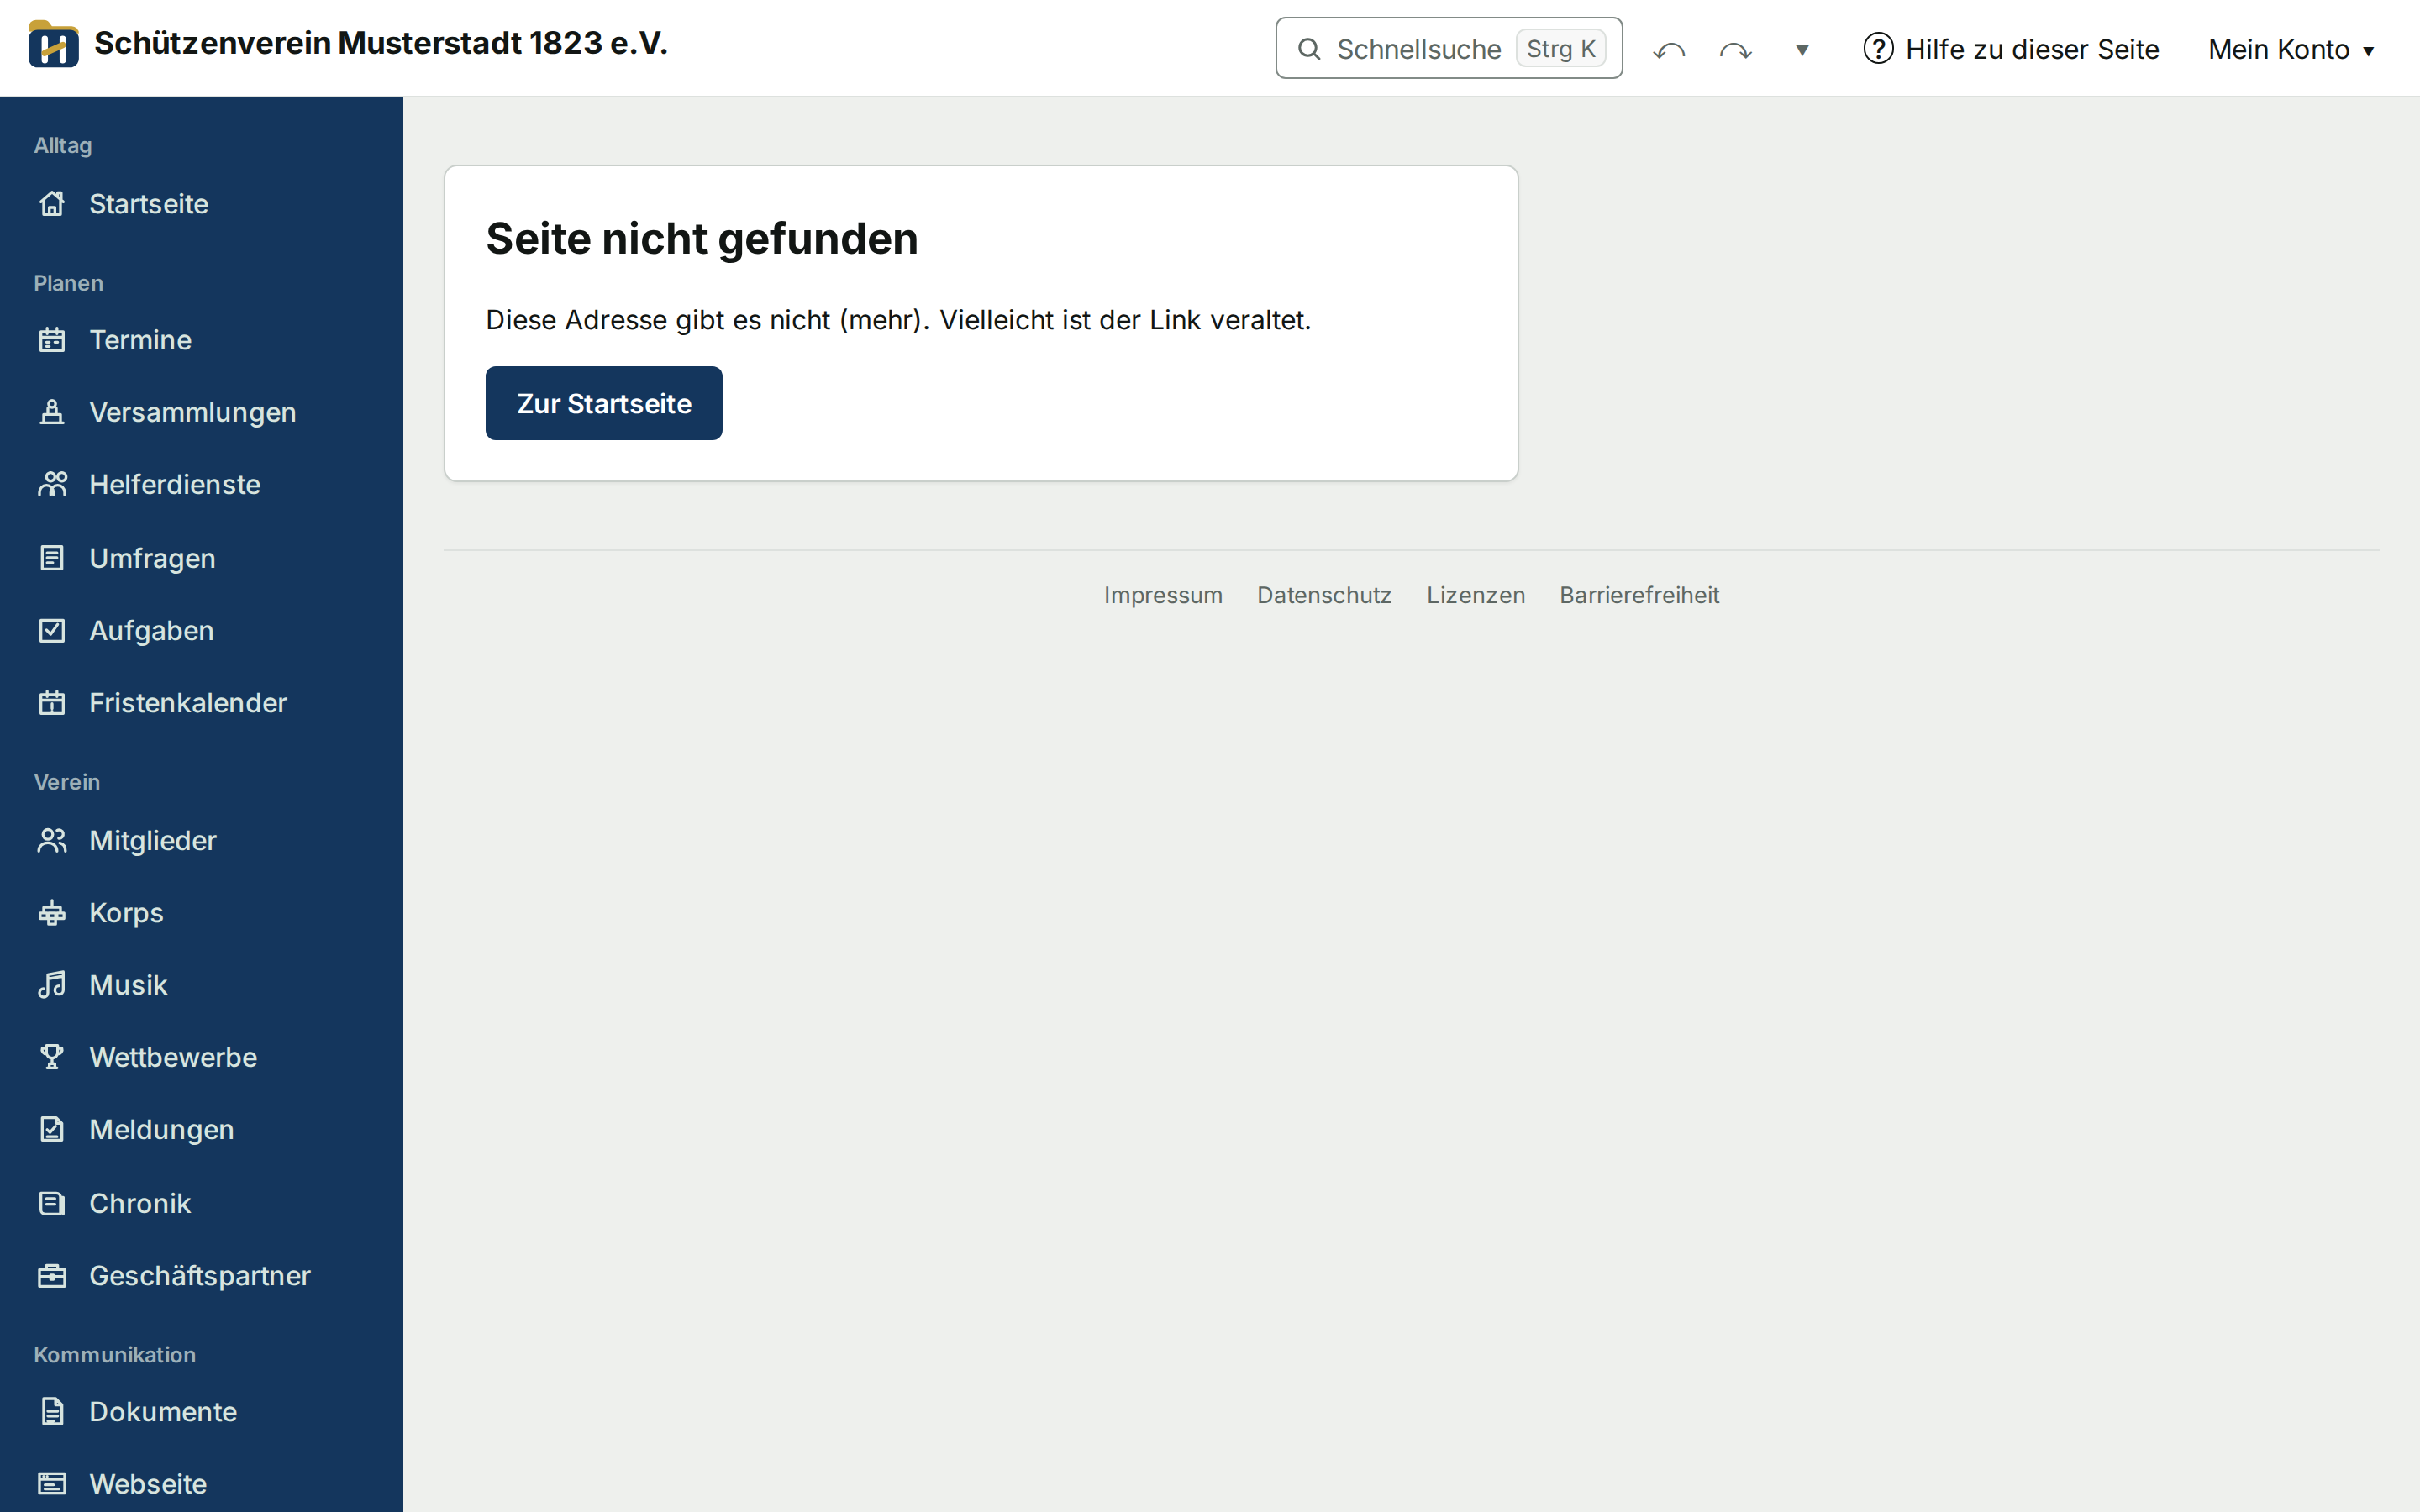 Schützenverein Musterstadt 1823 e.V.
Schnellsuche Strg K
Hilfe zu dieser Seite
Mein Konto
Alltag
Startseite
Planen
Termine
Versammlungen
Helferdienste
Umfragen
Aufgaben
Fristenkalender
Verein
Mitglieder
Korps
Musik
Wettbewerbe
Meldungen
Chronik
Geschäftspartner
Kommunikation
Dokumente
Webseite
Seite nicht gefunden
Diese Adresse gibt es nicht (mehr). Vielleicht ist der Link veraltet.
Zur Startseite
Impressum Datenschutz Lizenzen Barrierefreiheit